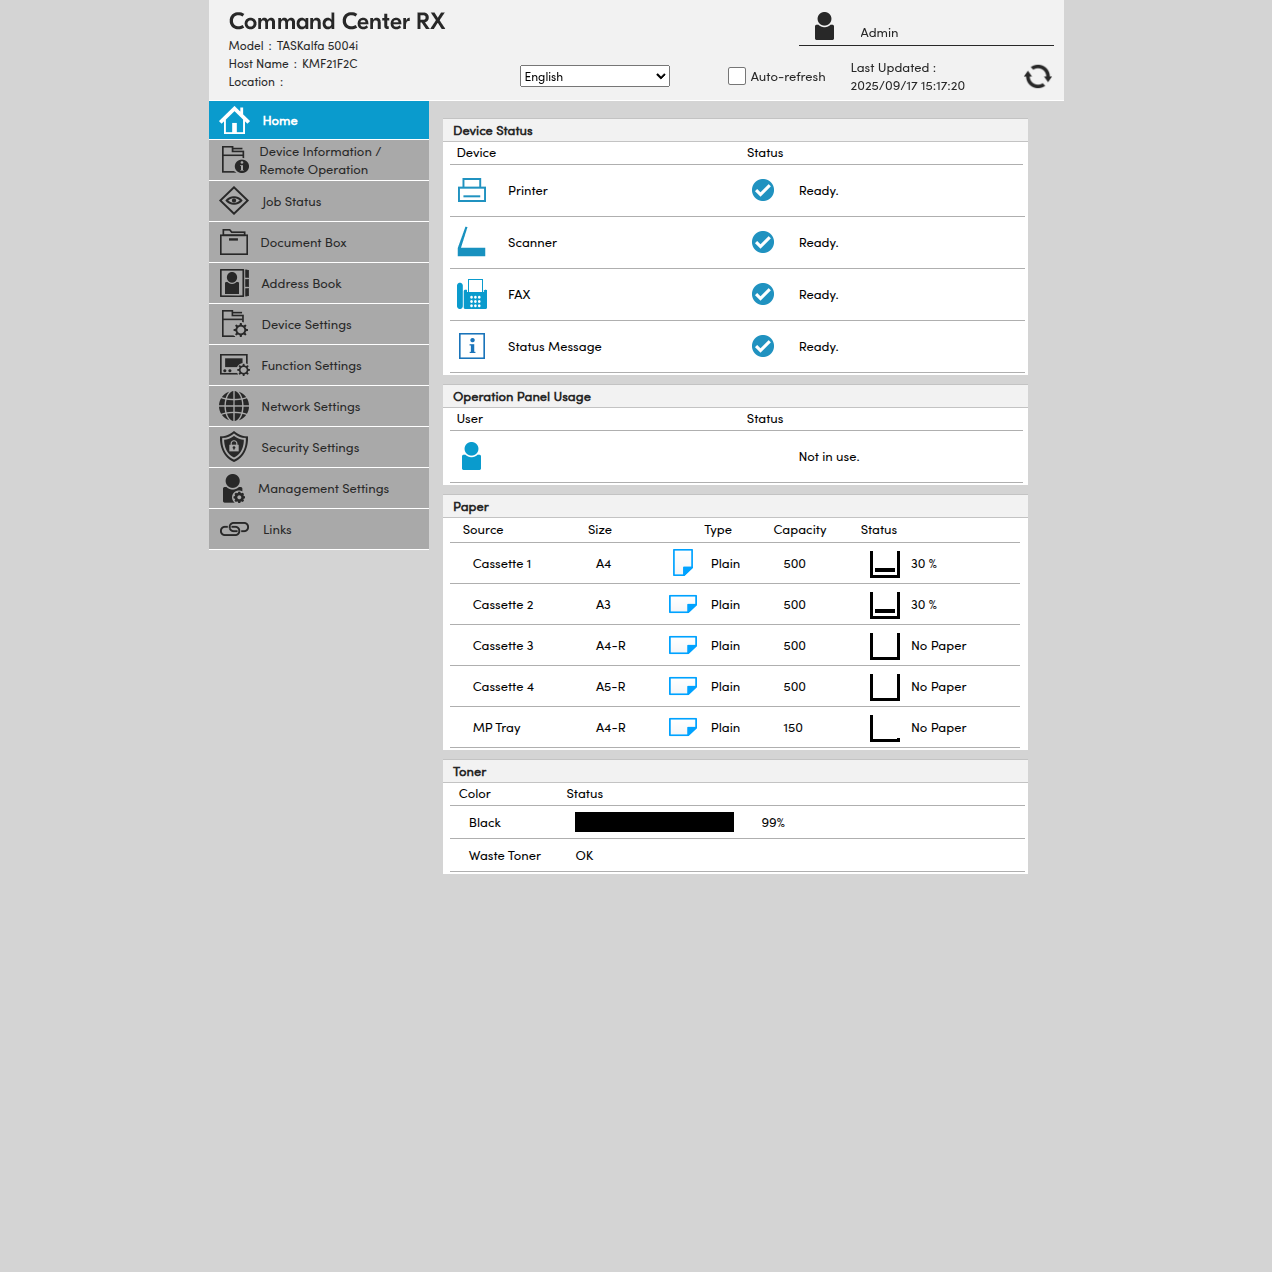 Command Center RX
Model : TASKalfa 5004i
Host Name : KMF21F2C
Location :
Admin
English
Auto-refresh
Last Updated :
2025/09/17 15:17:20
Home
Device Information /
Remote Operation
Job Status
Document Box
Address Book
Device Settings
Function Settings
Network Settings
Security Settings
Management Settings
Links
Device Status
Device Status
Printer Ready.
Scanner Ready.
FAX Ready.
Status Message Ready.
Operation Panel Usage
User Status
Not in use.
Paper
Source Size Type Capacity Status
Cassette 1 A4 Plain 500 30 %
Cassette 2 A3 Plain 500 30 %
Cassette 3 A4-R Plain 500 No Paper
Cassette 4 A5-R Plain 500 No Paper
MP Tray A4-R Plain 150 No Paper
Toner
Color Status
Black 99%
Waste Toner OK